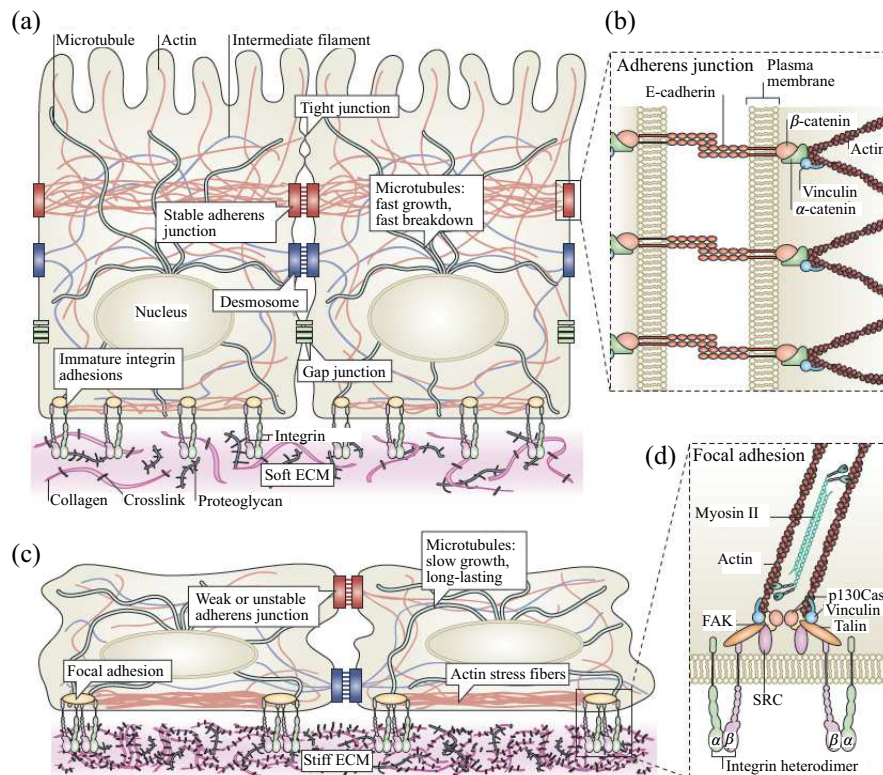 (a)
Microtubule
Actin
Intermediate filament
Tight junction
Microtubules:
fast growth,
fast breakdown
Stable adherens
junction
Desmosome
Nucleus
Immature integrin
adhesions
Gap junction
Integrin
Soft ECM
Collagen
Crosslink
Proteoglycan
(b)
Adherens junction
Plasma
membrane
E-cadherin
β-catenin
Actin
Vinculin
α-catenin
(c)
Microtubules:
slow growth,
long-lasting
Weak or unstable
adherens junction
Focal adhesion
Actin stress fibers
Stiff ECM
(d)
Focal adhesion
Myosin II
Actin
p130Cas
Vinculin
FAK
Talin
SRC
α β
β α
Integrin heterodimer